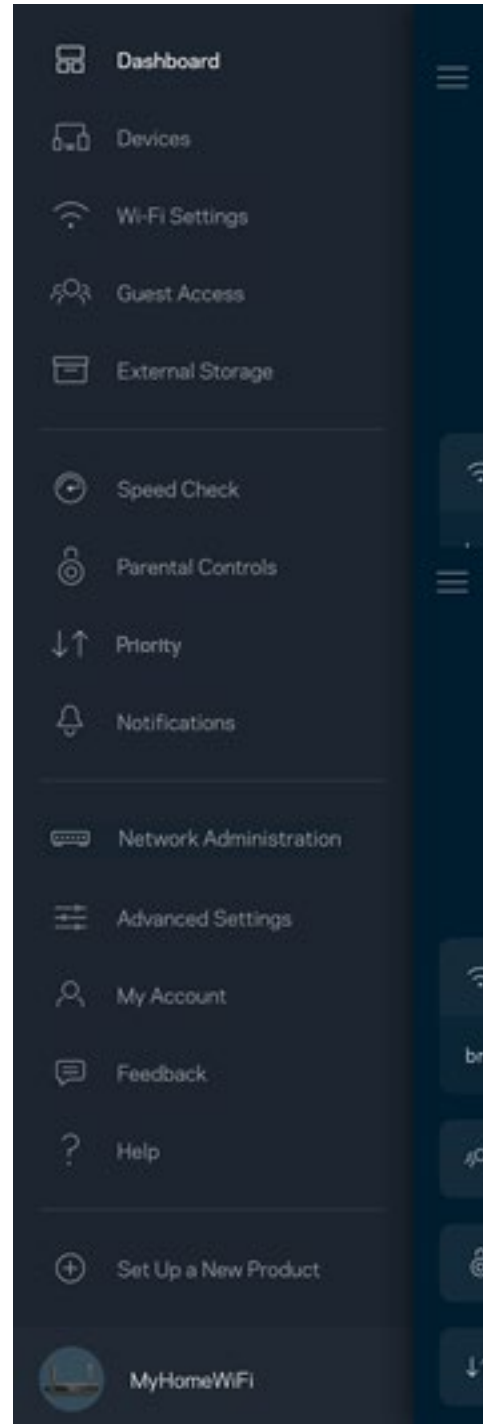 Dashboard
Devices
Wi-Fi Settings
Guest Access
External Storage
Speed Check
Parental Controls
Priority
Notifications
Network Administration
Advanced Settings
My Account
Feedback
? Help
Set Up a New Product
MyHomeWiFi
br